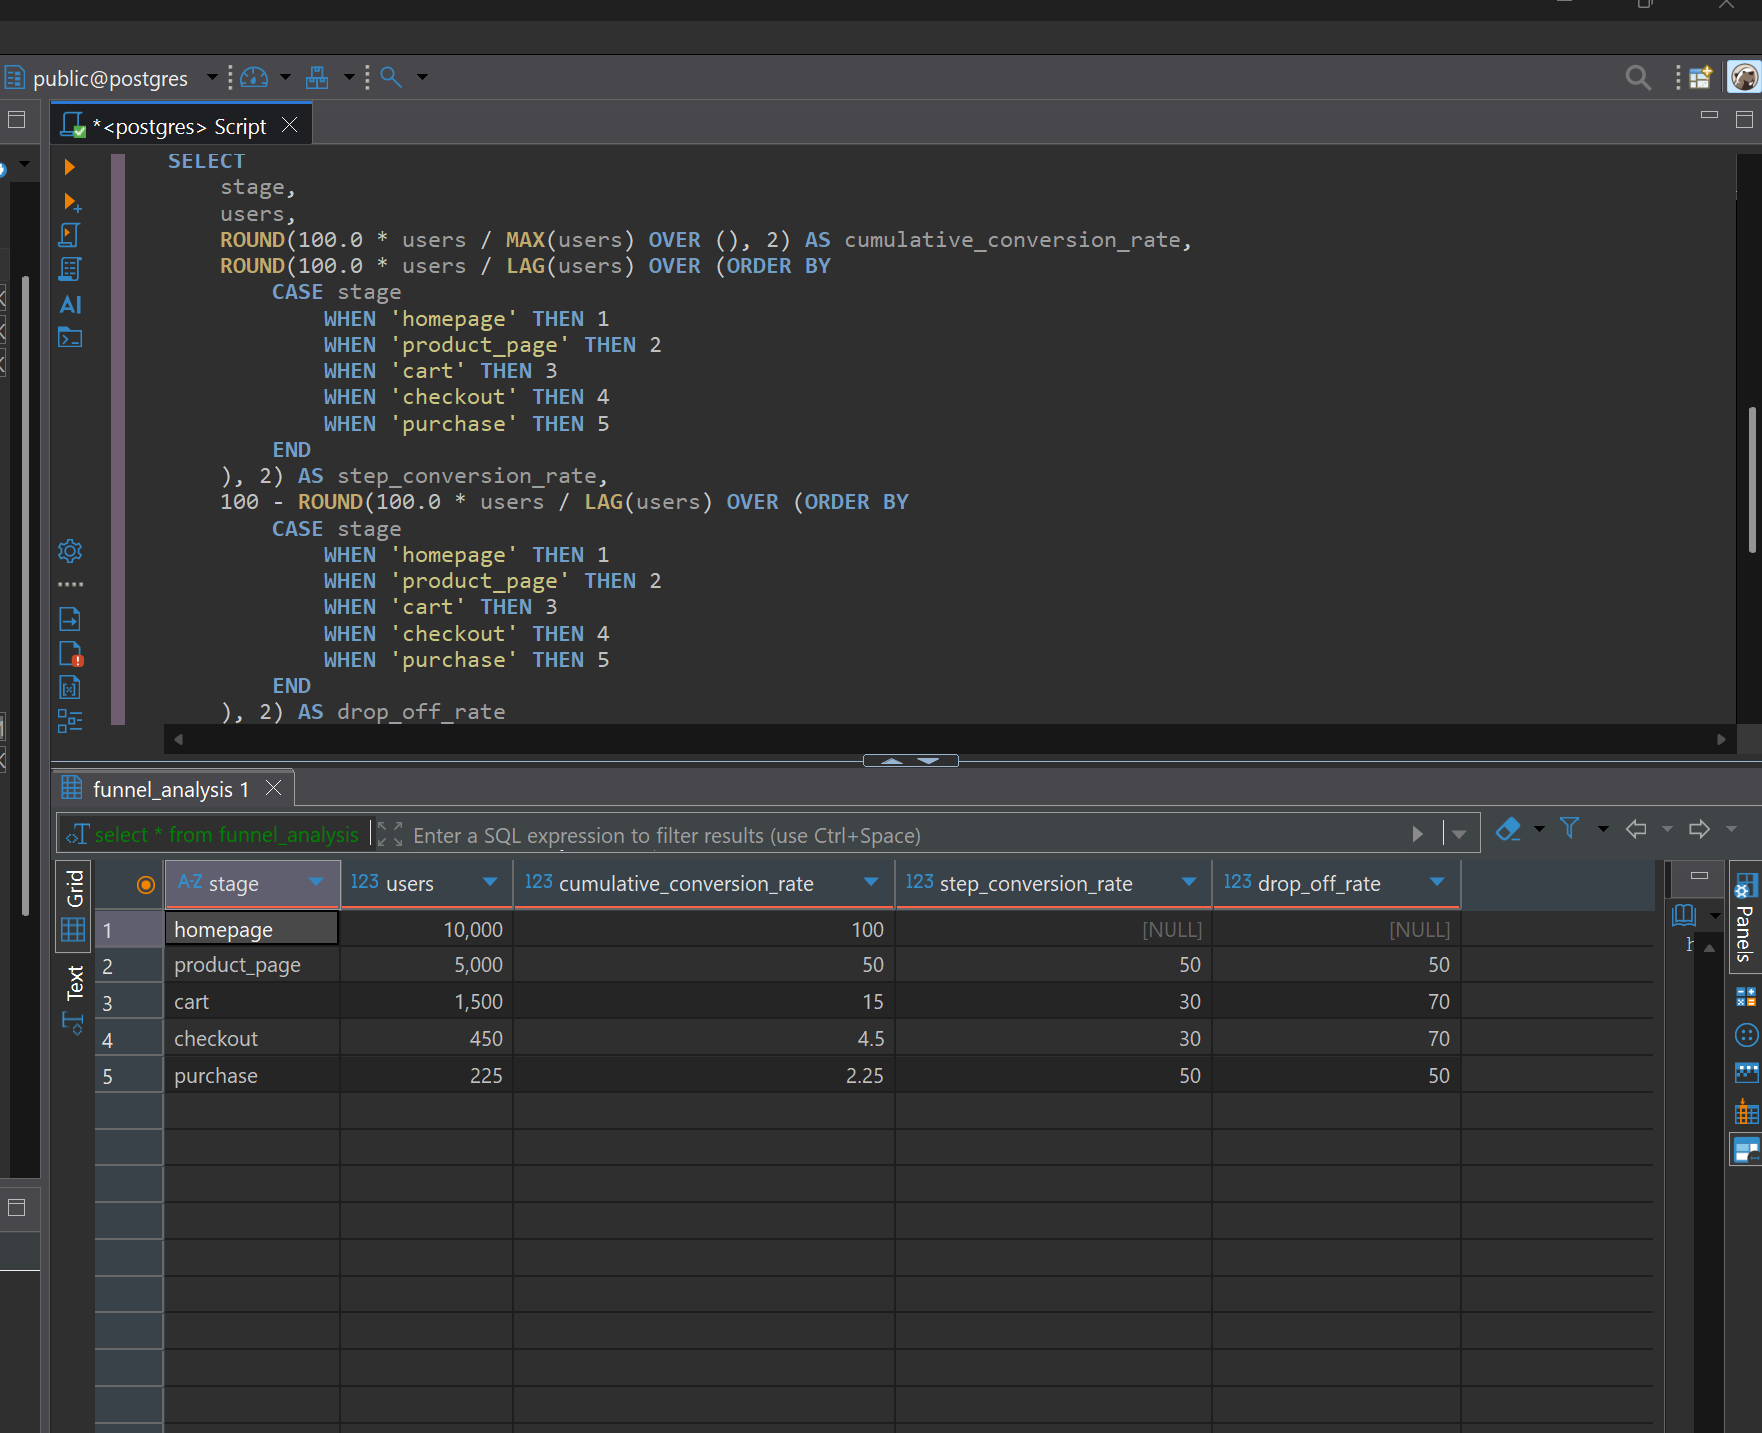 public@postgres
*<postgres> Script
SELECT
stage,
users,
ROUND(100.0 * users / MAX(users) OVER (), 2) AS cumulative_conversion_rate,
ROUND(100.0 * users / LAG(users) OVER (ORDER BY
CASE stage
WHEN 'homepage' THEN 1
WHEN 'product_page' THEN 2
WHEN 'cart' THEN 3
WHEN 'checkout' THEN 4
WHEN 'purchase' THEN 5
END
), 2) AS step_conversion_rate,
100 - ROUND(100.0 * users / LAG(users) OVER (ORDER BY
CASE stage
WHEN 'homepage' THEN 1
WHEN 'product_page' THEN 2
WHEN 'cart' THEN 3
WHEN 'checkout' THEN 4
WHEN 'purchase' THEN 5
END
), 2) AS drop_off_rate
AI
funnel_analysis 1
select * from funnel_analysis Enter a SQL expression to filter results (use Ctrl+Space)
Grid
Text
Panels
A-Z stage 123 users 123 cumulative_conversion_rate 123 step_conversion_rate 123 drop_off_rate
1 homepage 10,000 100 [NULL] [NULL]
2 product_page 5,000 50 50 50
3 cart 1,500 15 30 70
4 checkout 450 4.5 30 70
5 purchase 225 2.25 50 50